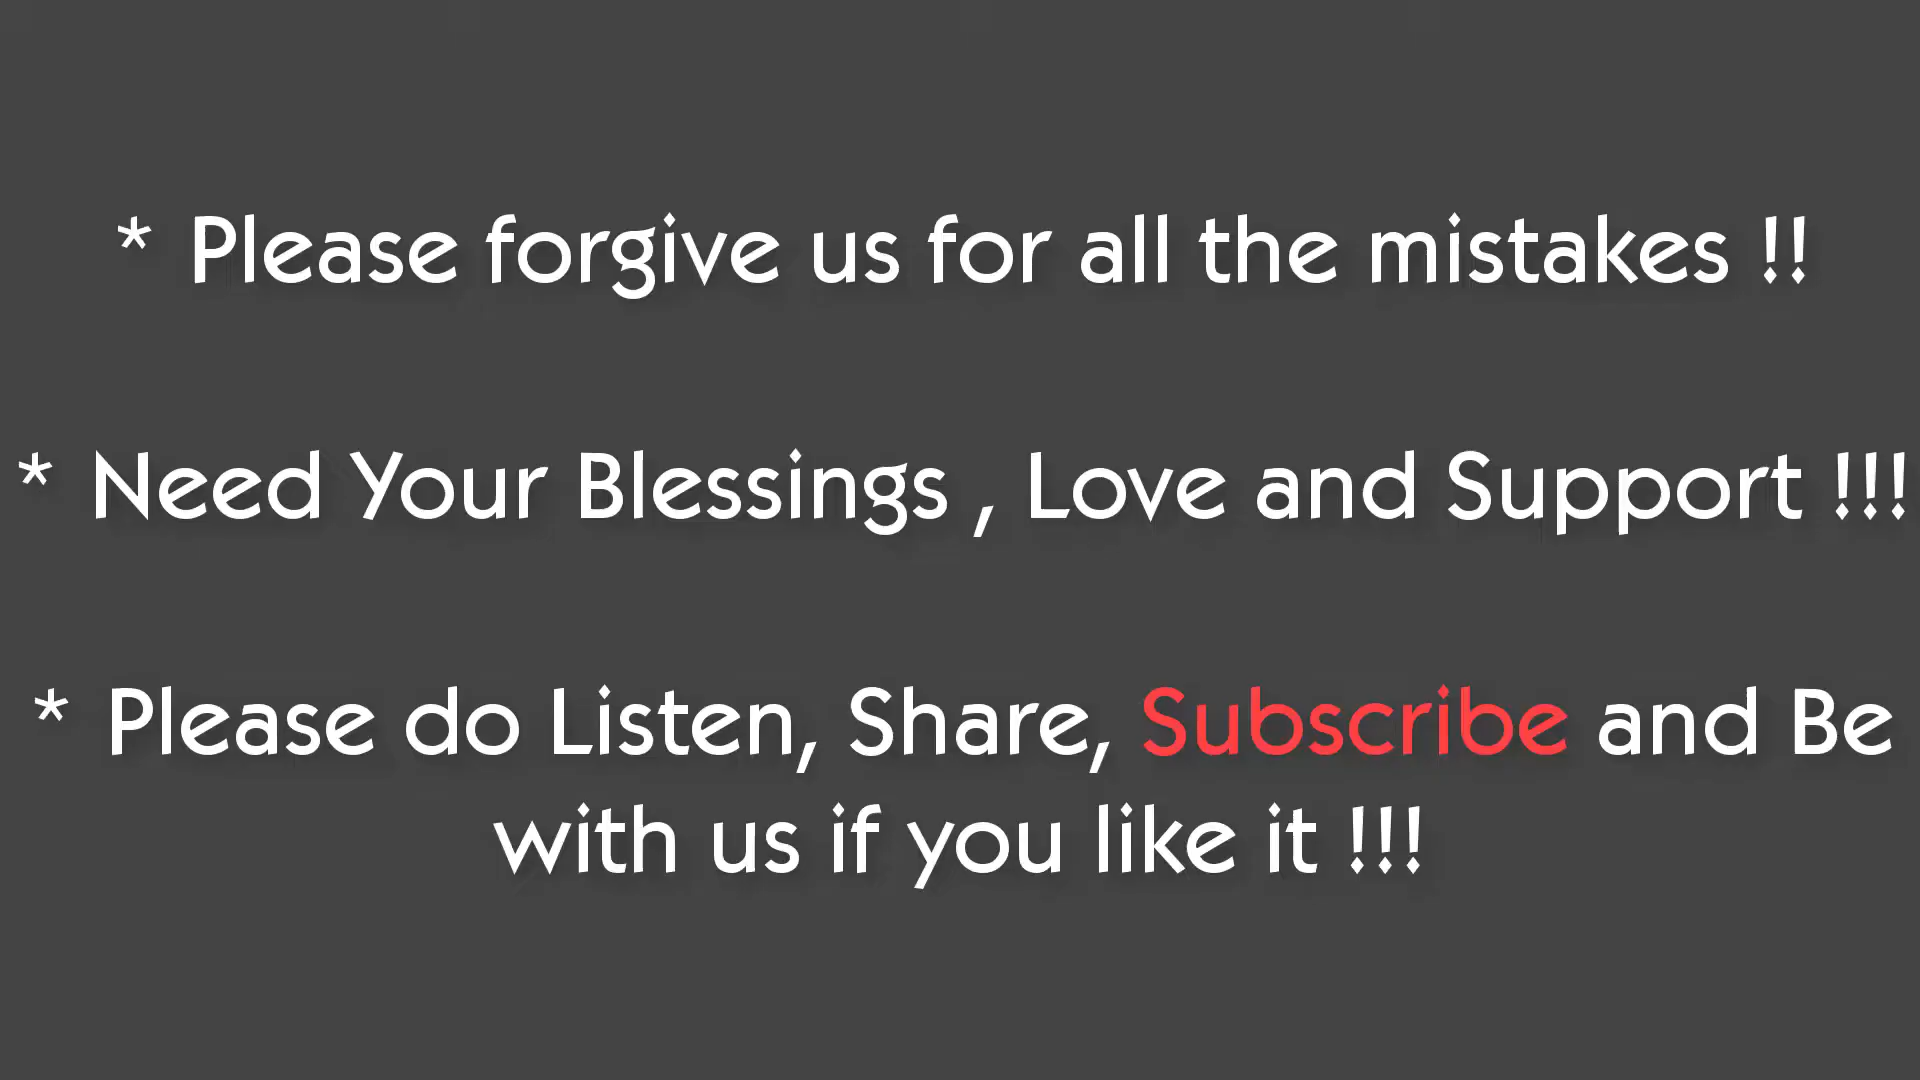 * Please forgive us for all the mistakes !!
* Need Your Blessings , Love and Support !!!
* Please do Listen, Share, Subscribe and Be
with us if you like it !!!